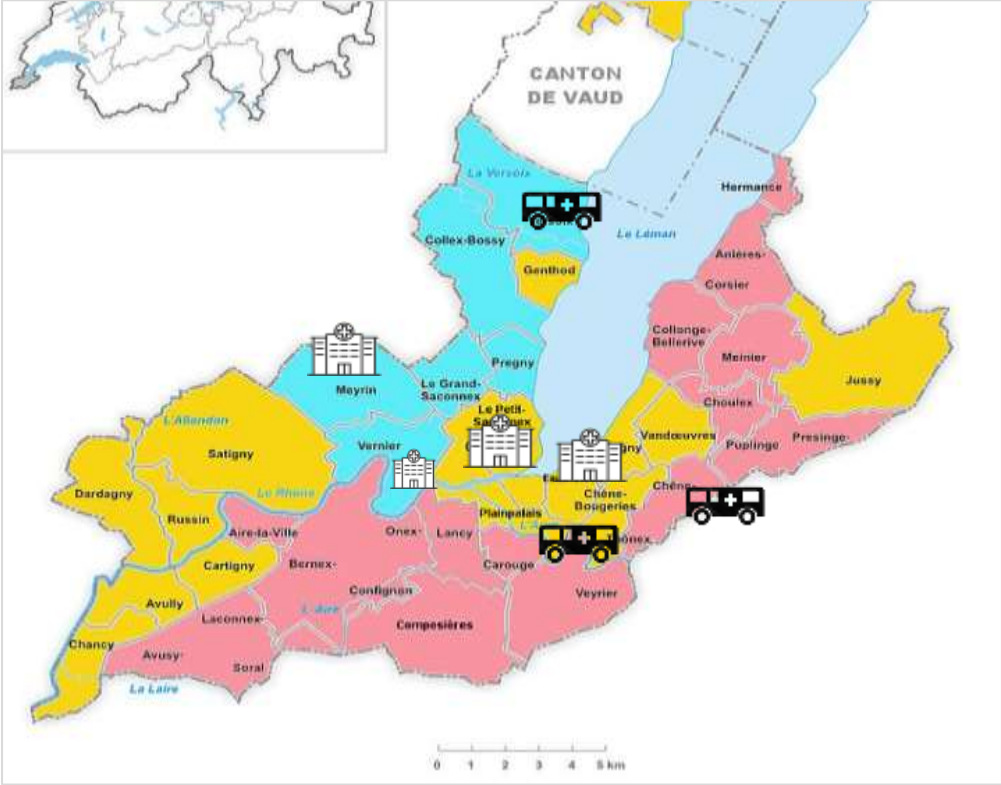 CANTON
DE VAUD
La Versoix
Hermance
Collex-Bossy
Le Léman
Anières-
Genthod
Corsier
Collonge-
Bellerive
Meinier
Pregny
Jussy
Meyrin
Le Grand-
Saconnex
Choulex
Le Petit-
L'Allondon
Vernier
Vandœuvres
Puplinge
Presinge-
Satigny
Chêne-
Dardagny
Le Rhône
Chêne-
Bougeries
Russin
Plainpalais
Aire-la-Ville
Onex-
Lancy
Cartigny
Bernex-
Carouge
Confignon
Veyrier
Avully
Laconnex-
L'Aire
Compesières
Chancy
Avusy-
Soral
La Laire
0 1 2 3 4 5 km